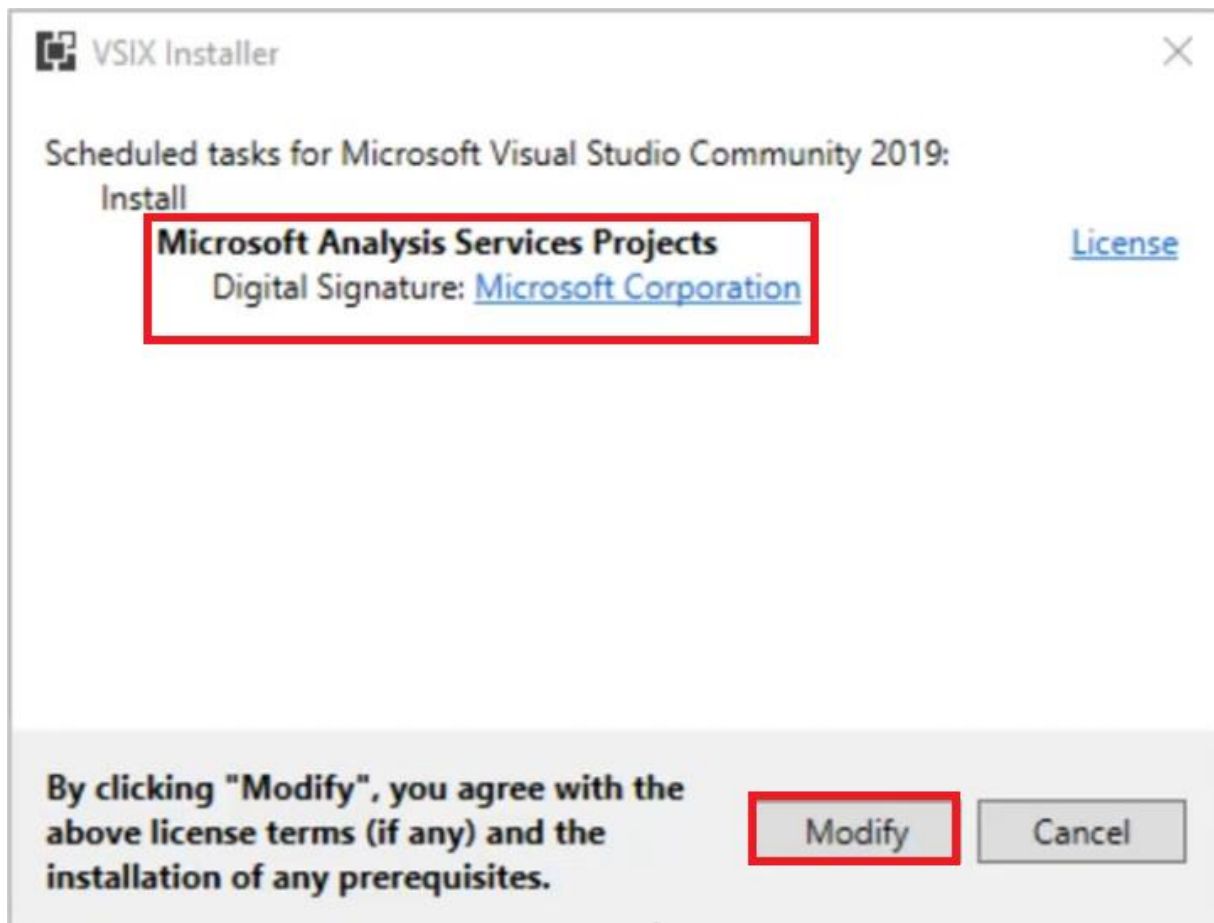 VSIX Installer
Scheduled tasks for Microsoft Visual Studio Community 2019:
Install
Microsoft Analysis Services Projects License
Digital Signature: Microsoft Corporation
By clicking "Modify", you agree with the
above license terms (if any) and the
installation of any prerequisites.
Modify Cancel